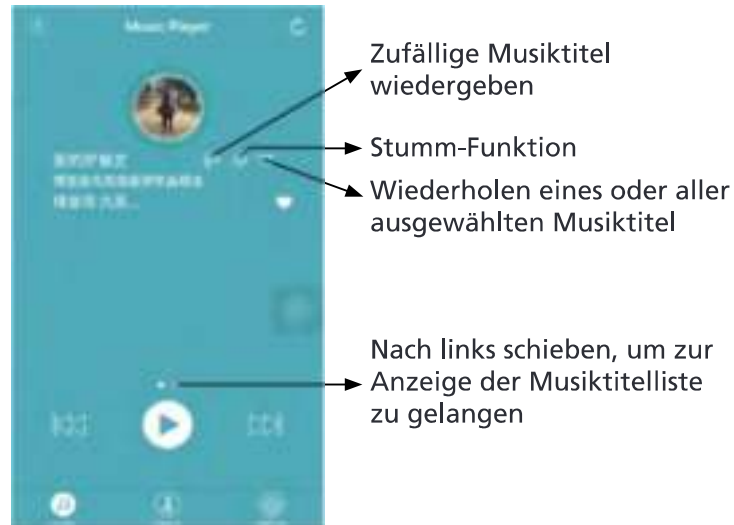 Music Player
Zufällige Musiktitel
wiedergeben
Stumm-Funktion
Wiederholen eines oder aller
ausgewählten Musiktitel
Nach links schieben, um zur
Anzeige der Musiktitelliste
zu gelangen